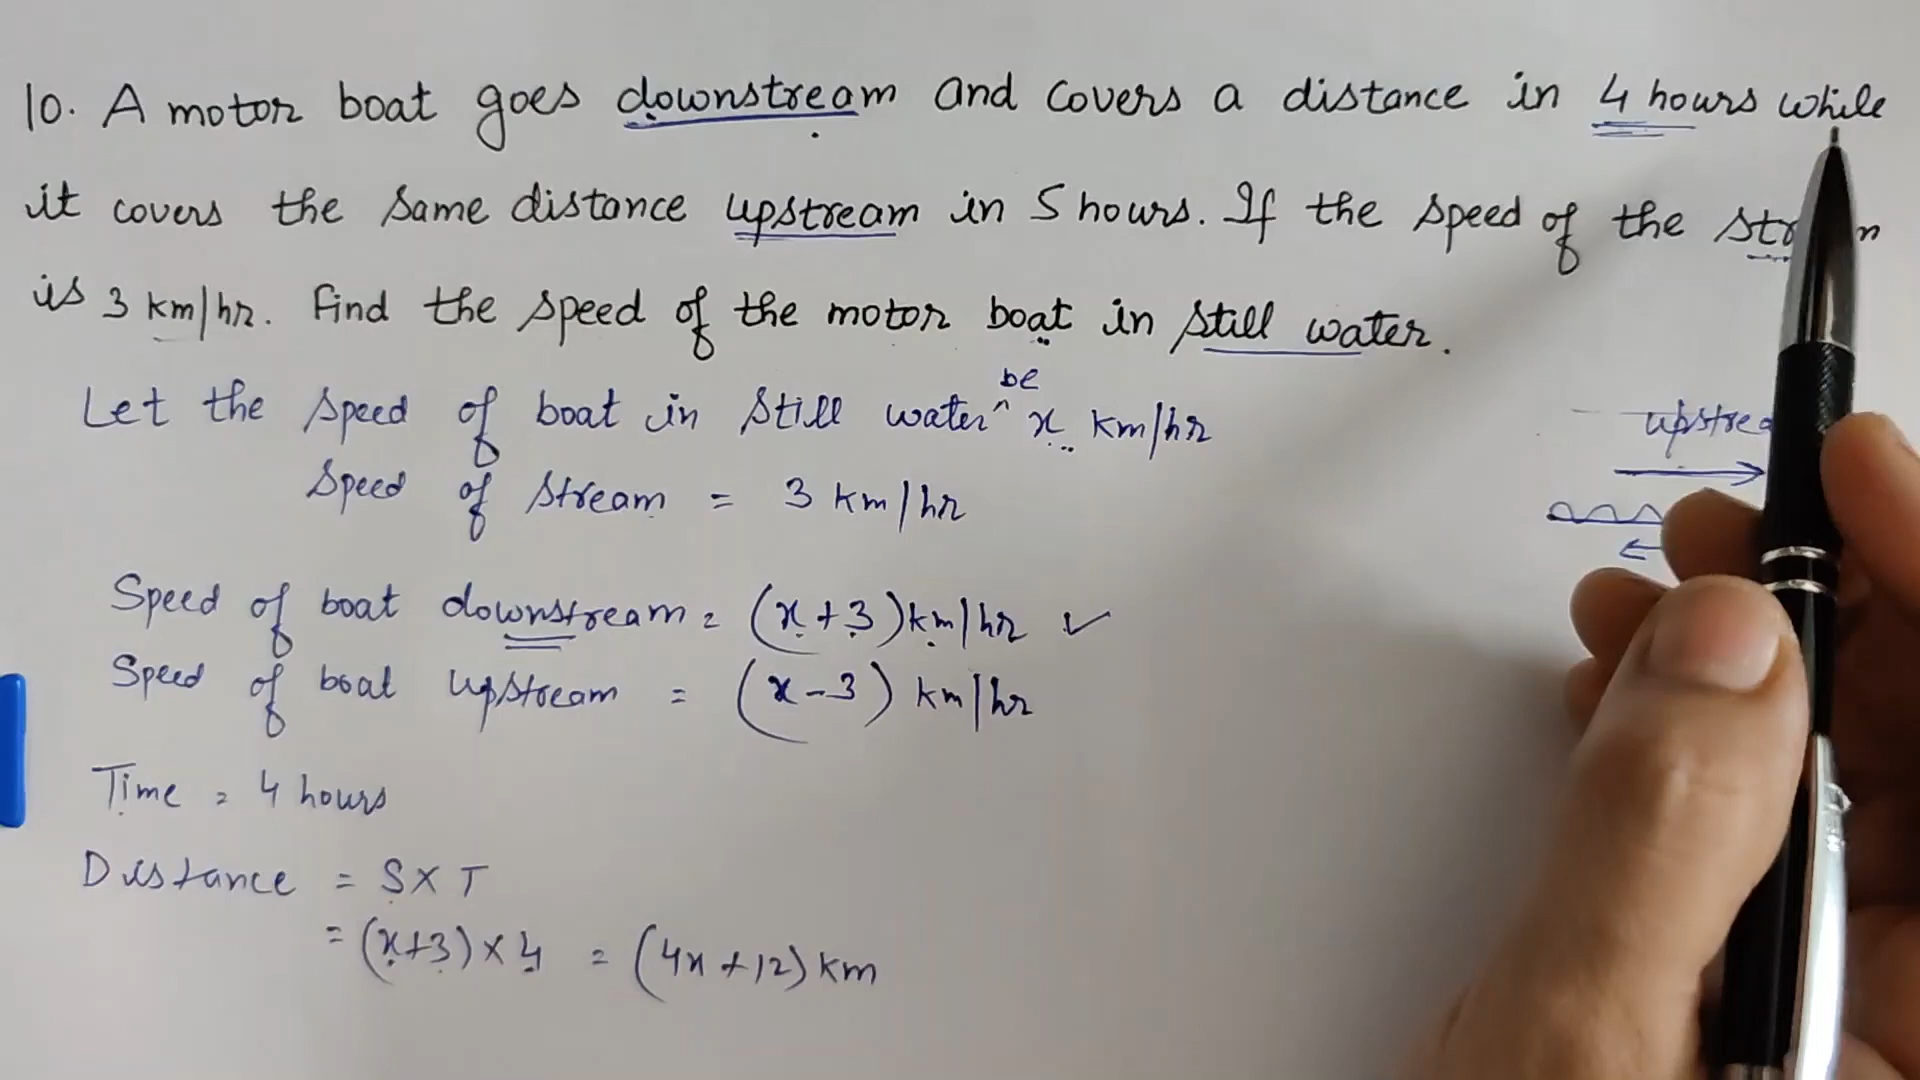 10. A motor boat goes downstream and covers a distance in 4 hours while
it covers the same distance upstream in 5 hours. If the speed of the
is 3 km/hr. Find the speed of the motor boat in still water.
be
Let the speed of boat in still water ^ x km/hr
Speed of stream = 3 km/hr
Speed of boat downstream = (x+3) km/hr ✓
Speed of boat upstream = (x-3) km/hr
Time = 4 hours
Distance = S×T
= (x+3)×4 = (4x+12) km